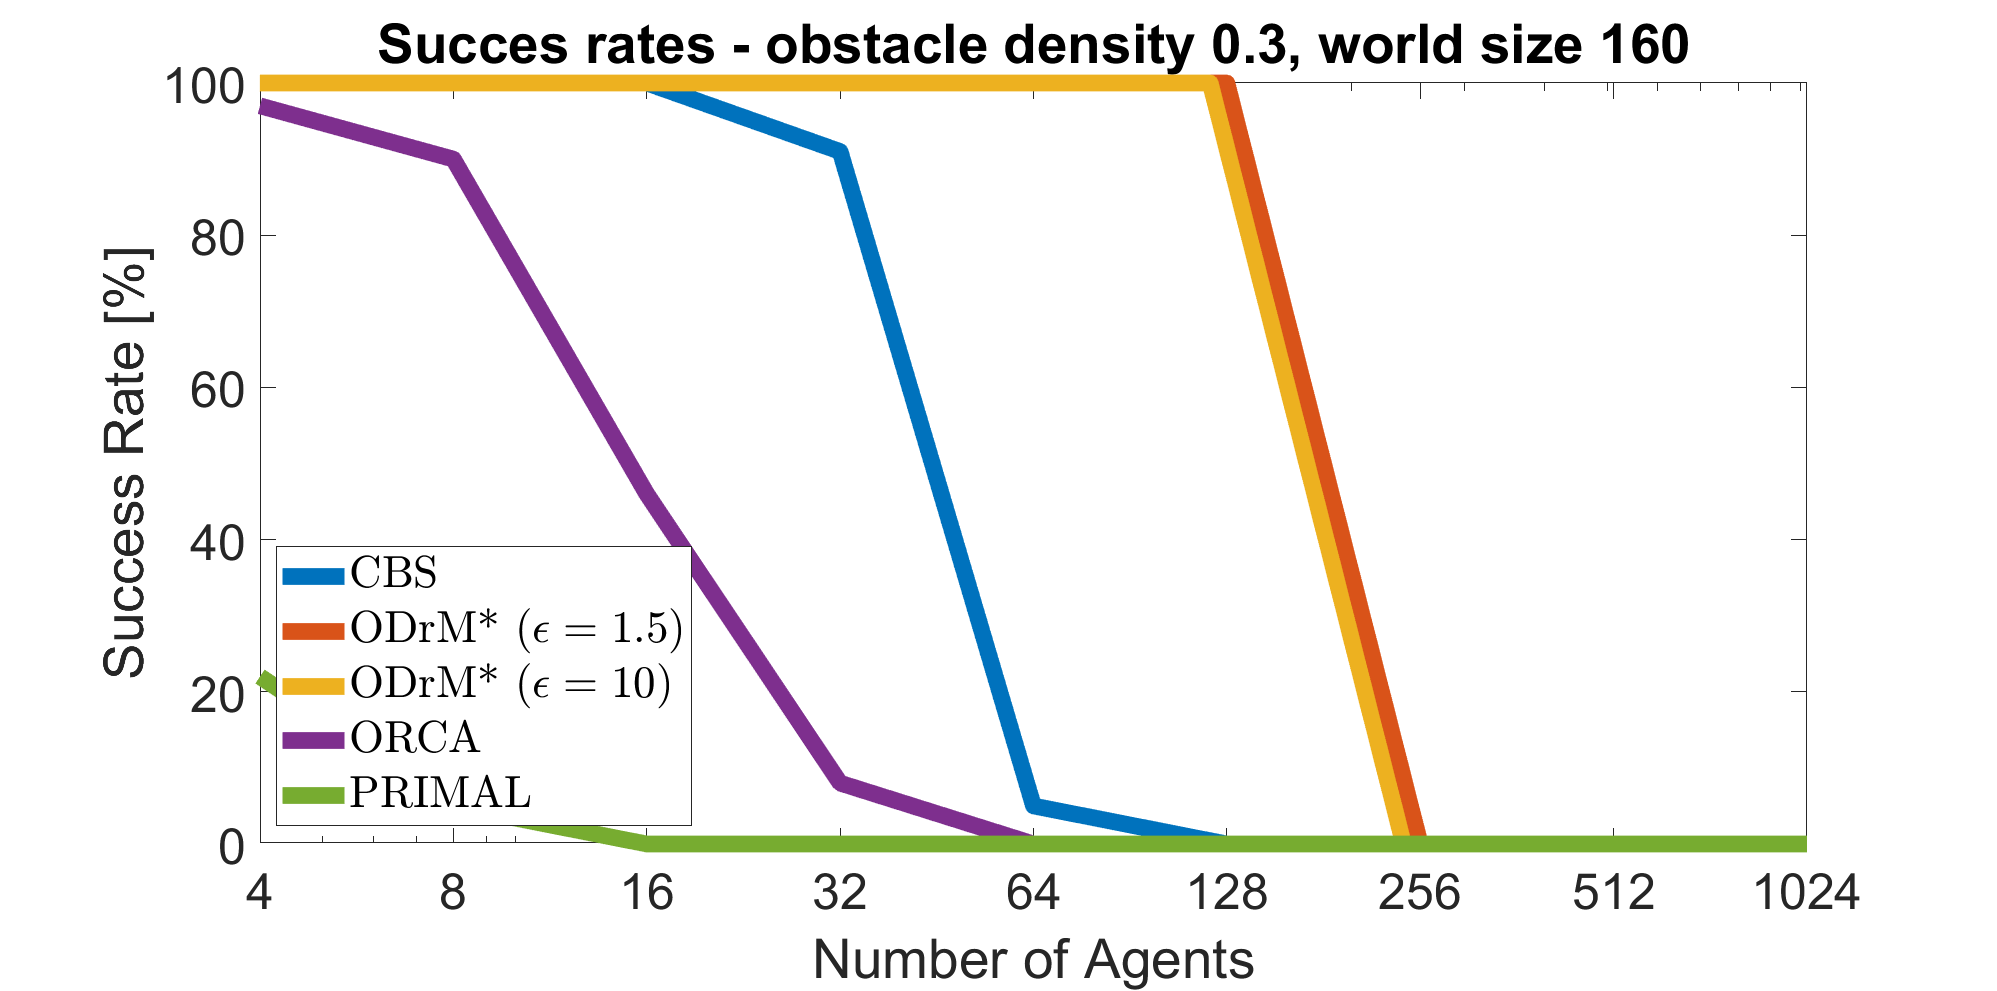 Succes rates - obstacle density 0.3, world size 160
Success Rate [%]
100
80
60
40
20
0
CBS
ODrM* (ϵ = 1.5)
ODrM* (ϵ = 10)
ORCA
PRIMAL
4 8 16 32 64 128 256 512 1024
Number of Agents